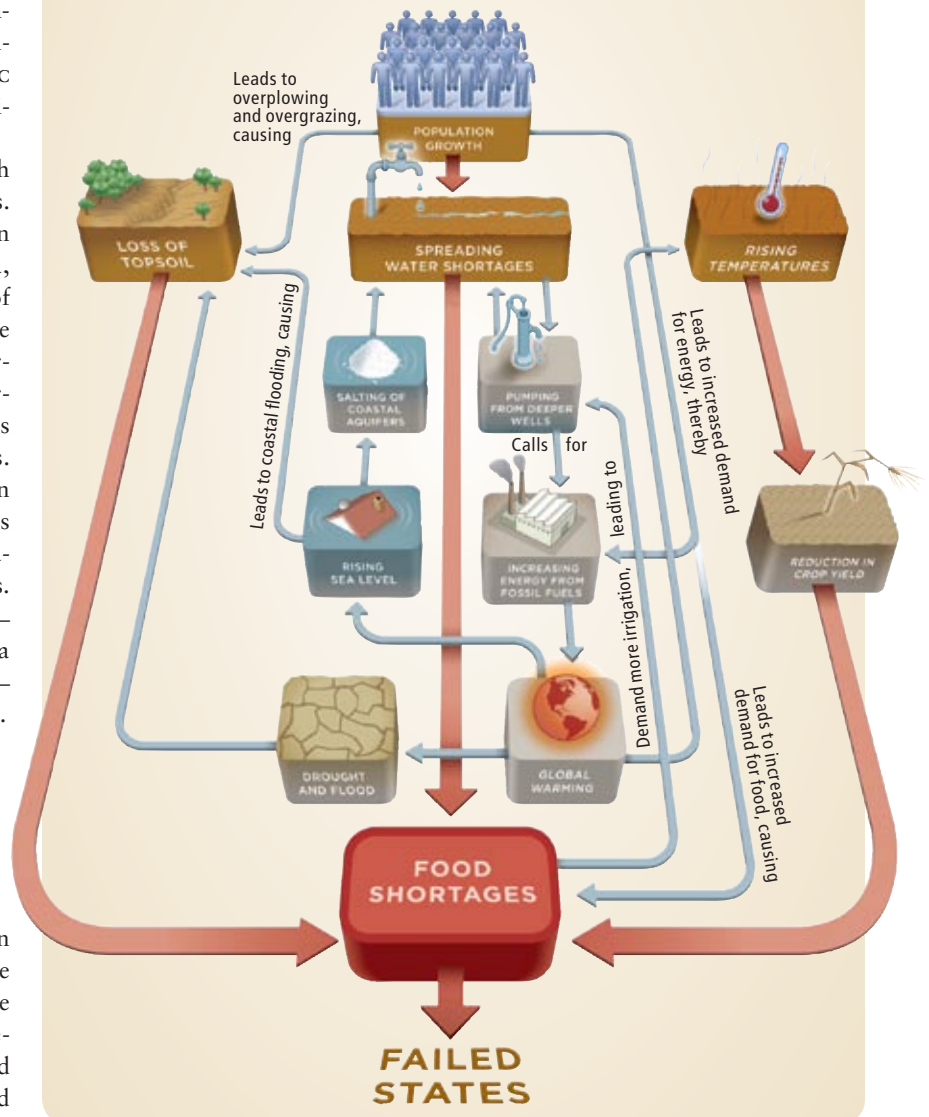 Leads to
overplowing
and overgrazing,
causing
POPULATION
GROWTH
LOSS OF
TOPSOIL
SPREADING
WATER SHORTAGES
RISING
TEMPERATURES
Leads to coastal flooding, causing
SALTING OF
COASTAL
AQUIFERS
PUMPING
FROM DEEPER
WELLS
Leads to increased demand
for energy, thereby
Calls for
RISING
SEA LEVEL
INCREASING
ENERGY FROM
FOSSIL FUELS
REDUCTION IN
CROP YIELD
Demand more irrigation, leading to
DROUGHT
AND FLOOD
GLOBAL
WARMING
Leads to increased
demand for food, causing
FOOD
SHORTAGES
FAILED
STATES